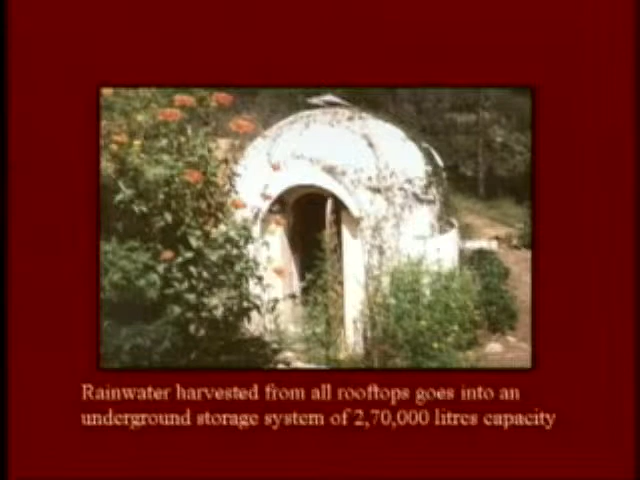 Rainwater harvested from all rooftops goes into an
underground storage system of 2,70,000 litres capacity